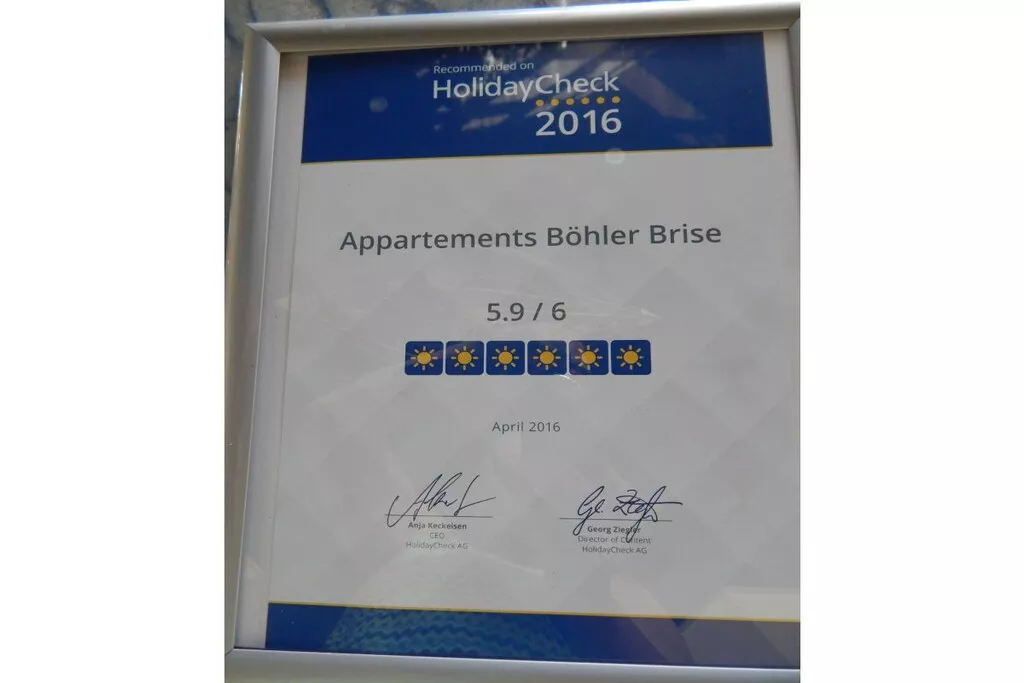 Recommended on
HolidayCheck
2016
Appartements Böhler Brise
5.9 / 6
April 2016
Anja Keckeisen
CEO
HolidayCheck AG
Georg Ziegler
Director of Content
HolidayCheck AG